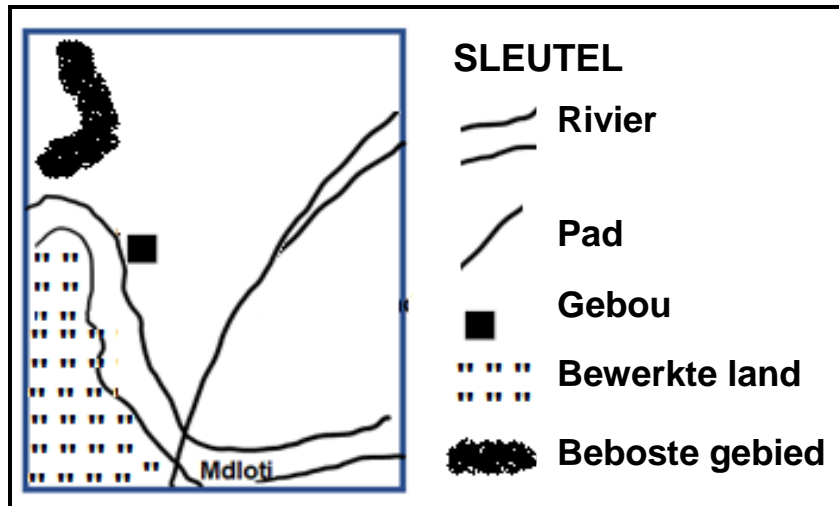 SLEUTEL
Rivier
Pad
Gebou
Bewerkte land
Beboste gebied
Mdloti